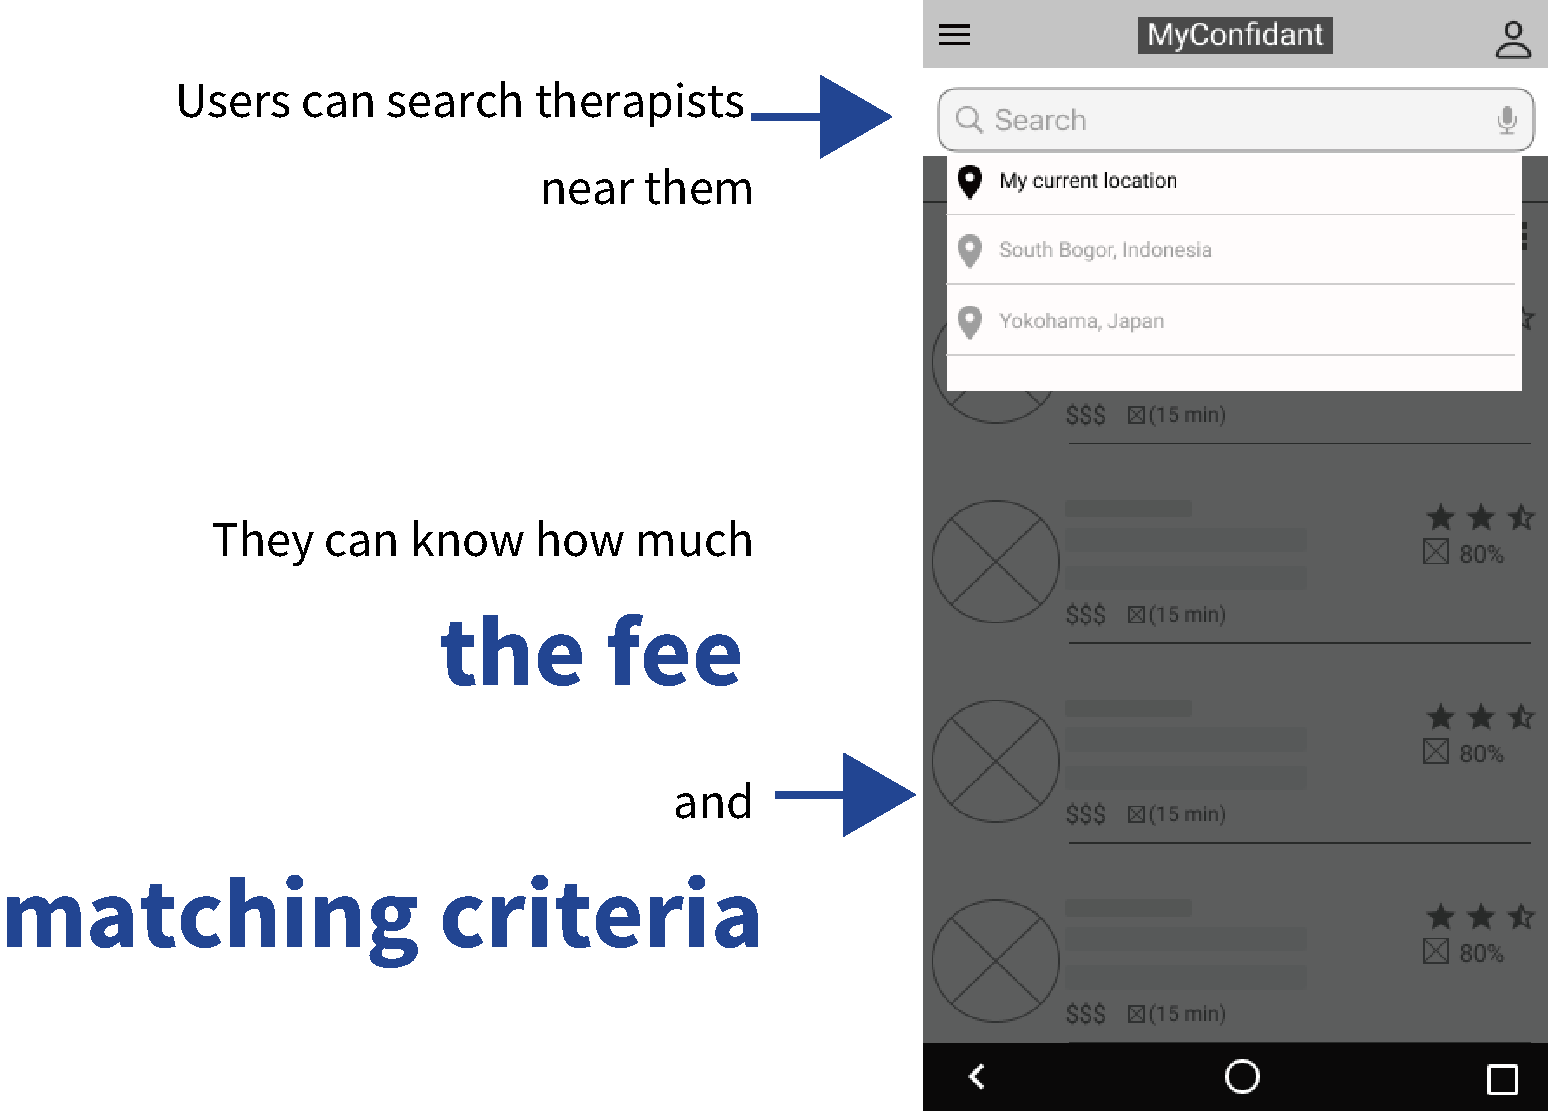 Users can search therapists
near them
They can know how much
the fee
and
matching criteria
MyConfidant
Search
My current location
South Bogor, Indonesia
Yokohama, Japan
$$$ (15 min)
80%
$$$ (15 min)
80%
$$$ (15 min)
80%
$$$ (15 min)